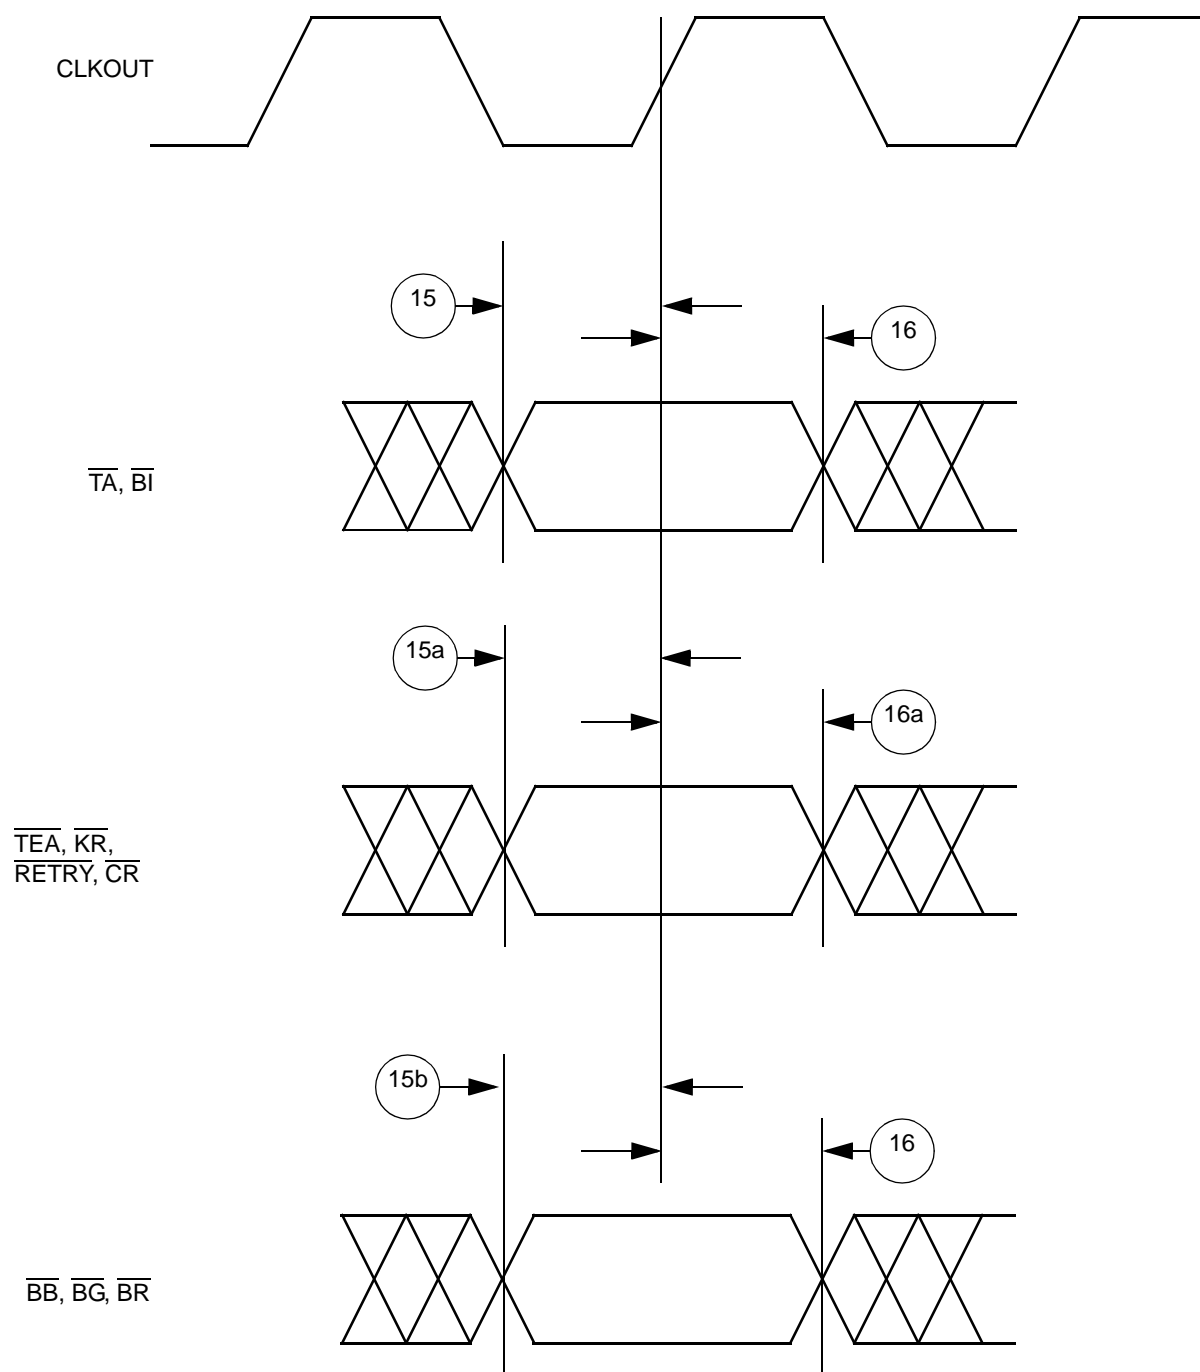 CLKOUT
15
16
TA, BI
15a
16a
TEA, KR,
RETRY, CR
15b
16
BB, BG, BR